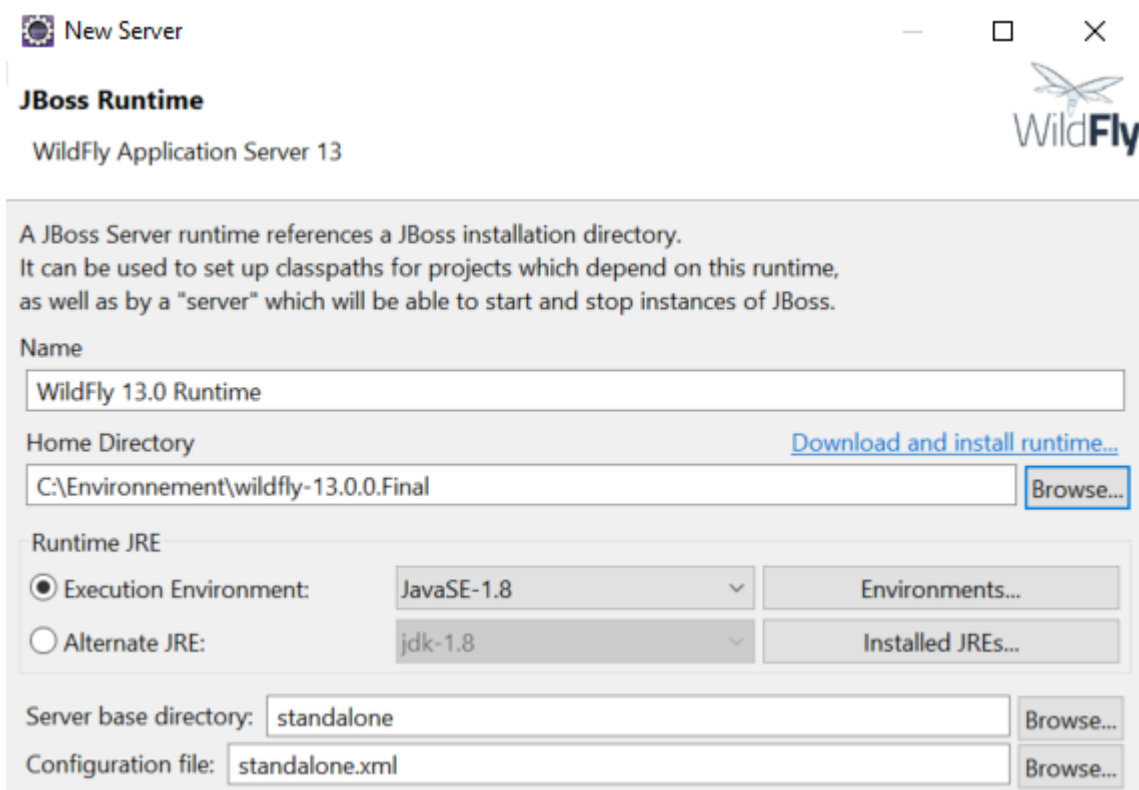 New Server
JBoss Runtime
WildFly Application Server 13
WildFly
A JBoss Server runtime references a JBoss installation directory.
It can be used to set up classpaths for projects which depend on this runtime,
as well as by a "server" which will be able to start and stop instances of JBoss.
Name
WildFly 13.0 Runtime
Home Directory Download and install runtime...
C:\Environnement\wildfly-13.0.0.Final Browse...
Runtime JRE
Execution Environment: JavaSE-1.8 Environments...
Alternate JRE: jdk-1.8 Installed JREs...
Server base directory: standalone Browse...
Configuration file: standalone.xml Browse...